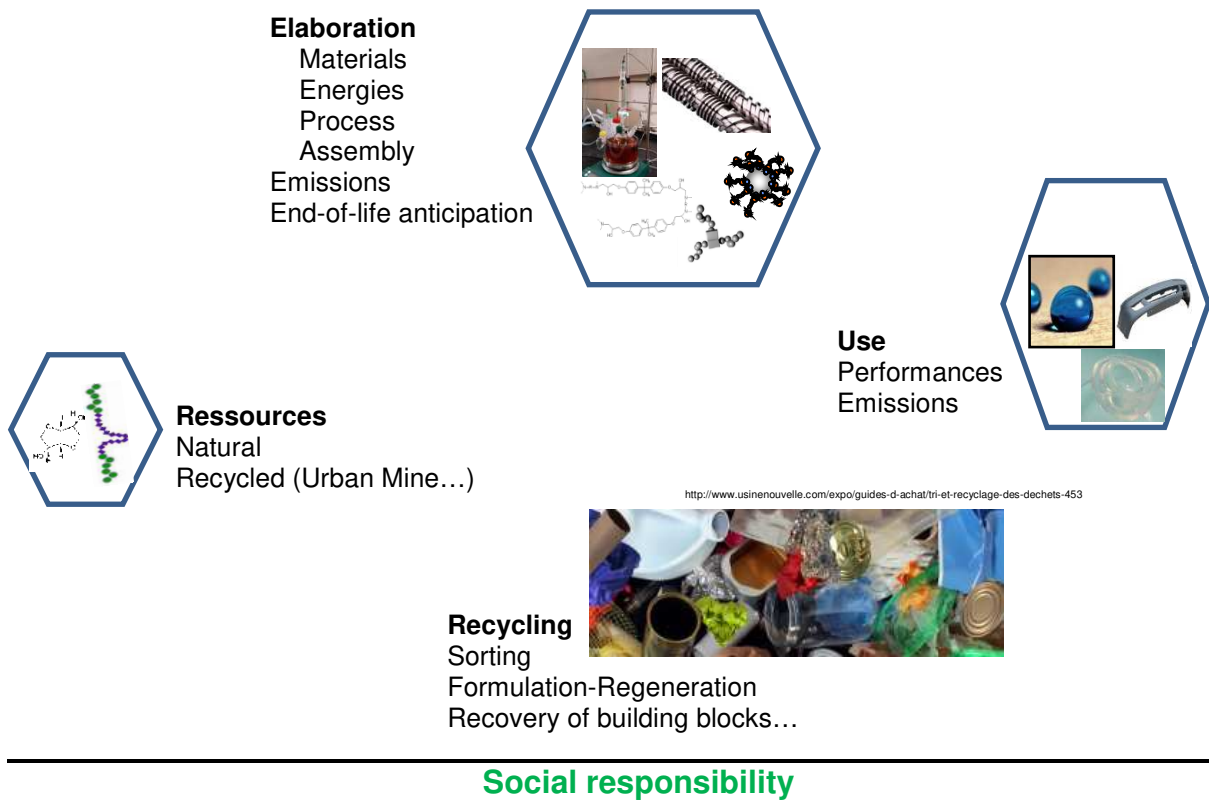 Elaboration
Materials
Energies
Process
Assembly
Emissions
End-of-life anticipation
Use
Performances
Emissions
Ressources
Natural
Recycled (Urban Mine…)
http://www.usinenouvelle.com/expo/guides-d-achat/tri-et-recyclage-des-dechets-453
Recycling
Sorting
Formulation-Regeneration
Recovery of building blocks…
Social responsibility